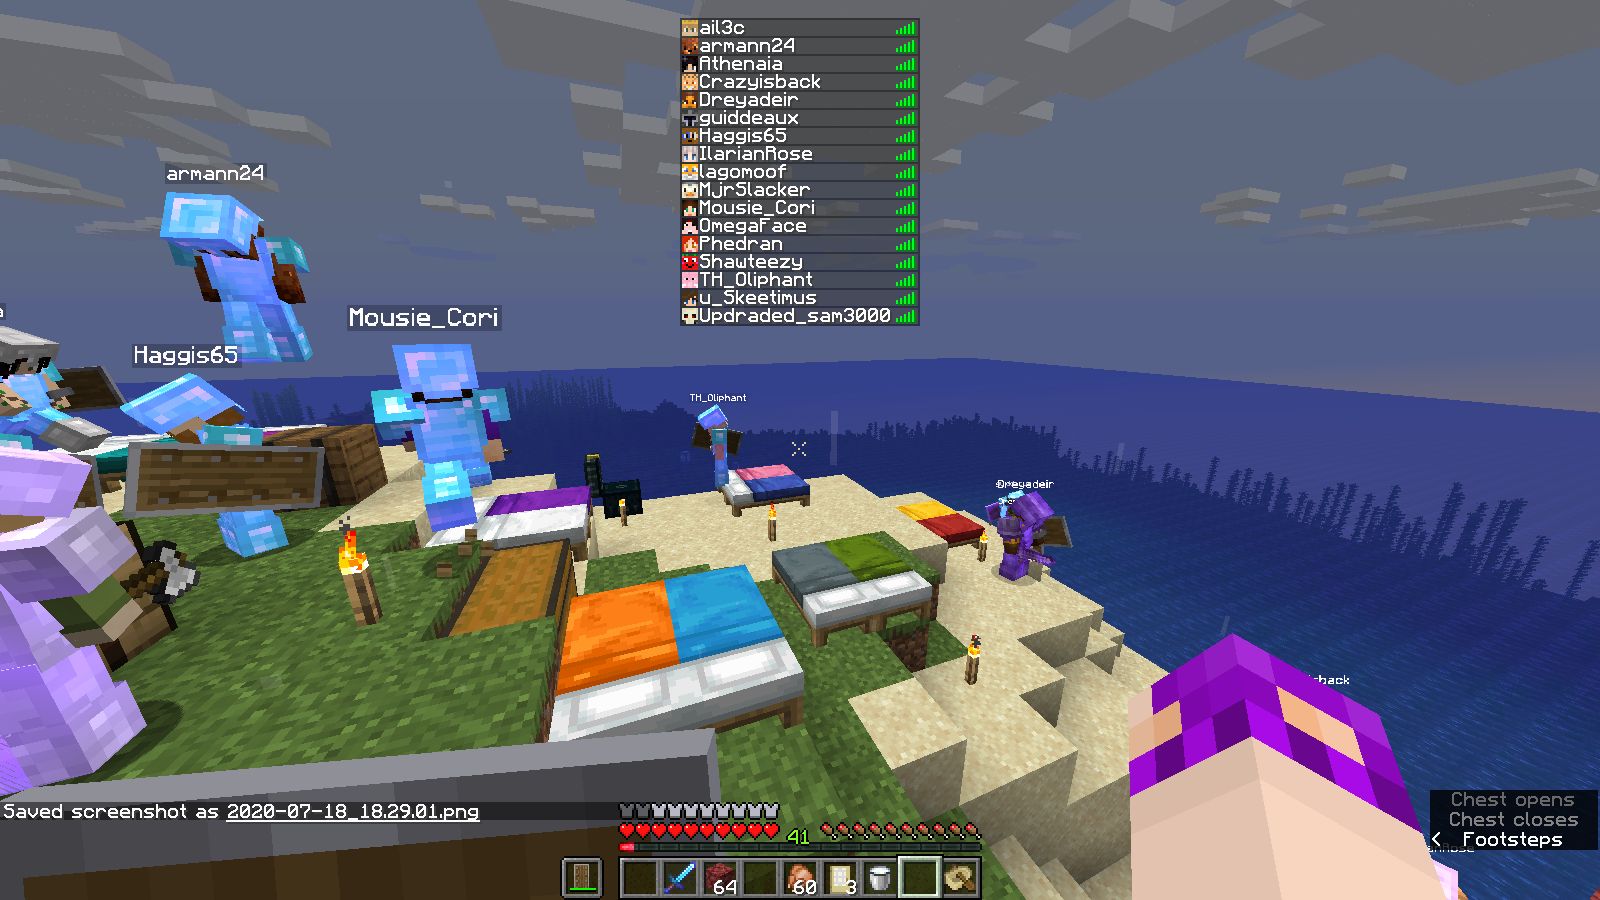 ail3c
armann24
Athenaia
Crazyisback
Dreyadeir
guiddeaux
Haggis65
IlarianRose
lagomoof
MjrSlacker
Mousie_Cori
OmegaFace
Phedran
Shawteezy
TH_Oliphant
u_Skeetimus
Updraded_sam3000
armann24
Mousie_Cori
Haggis65
TH_Oliphant
Dreyadeir
Saved screenshot as 2020-07-18_18.29.01.png
41
Chest opens
Chest closes
< Footsteps
64
60
3